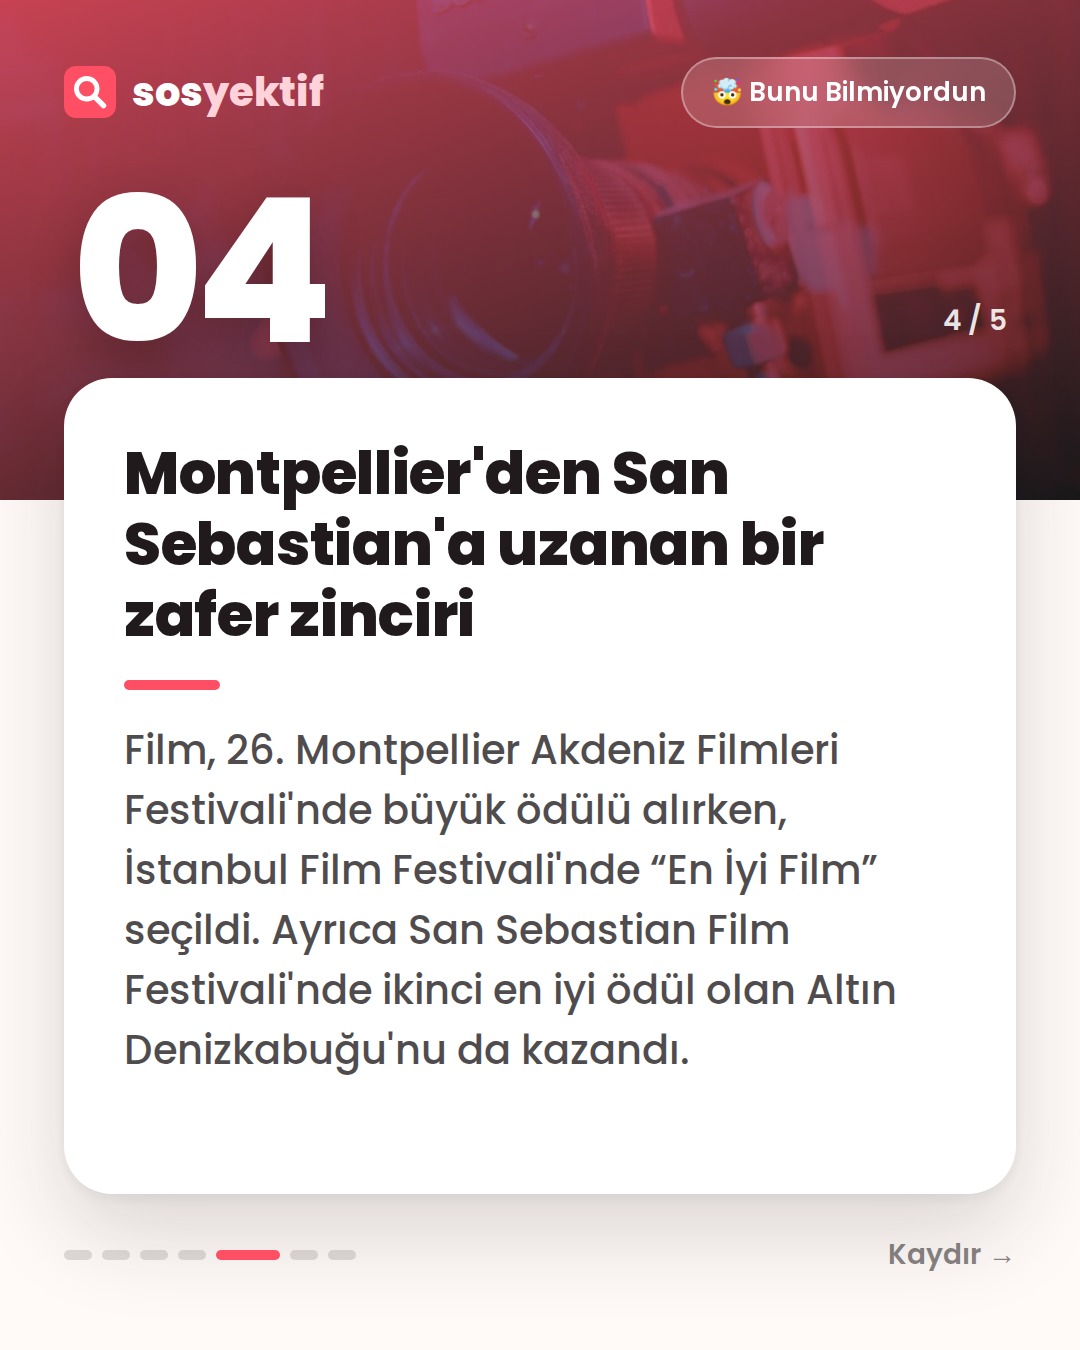 sosyektif
🤯 Bunu Bilmiyordun
04
4 / 5
Montpellier'den San
Sebastian'a uzanan bir
zafer zinciri
Film, 26. Montpellier Akdeniz Filmleri
Festivali'nde büyük ödülü alırken,
İstanbul Film Festivali'nde “En İyi Film”
seçildi. Ayrıca San Sebastian Film
Festivali'nde ikinci en iyi ödül olan Altın
Denizkabuğu'nu da kazandı.
Kaydır →